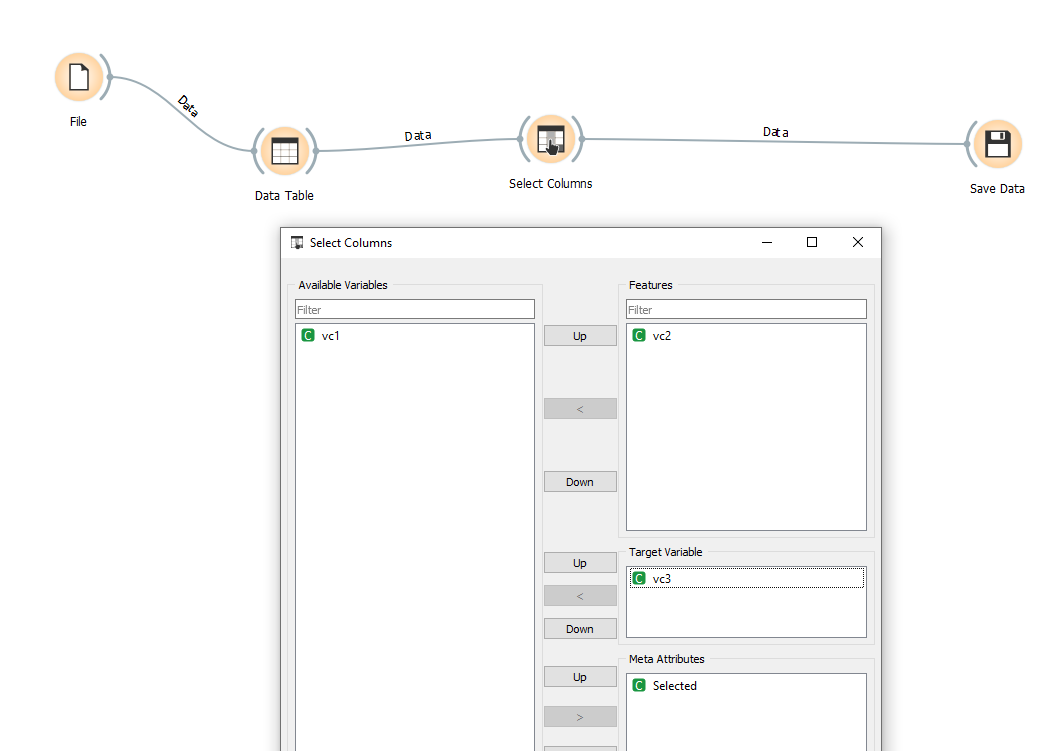 File
Data
Data Table
Data
Select Columns
Data
Save Data
Select Columns
Available Variables
Filter
C vc1
Up
<
Down
Up
<
Down
Up
>
Features
Filter
C vc2
Target Variable
C vc3
Meta Attributes
C Selected